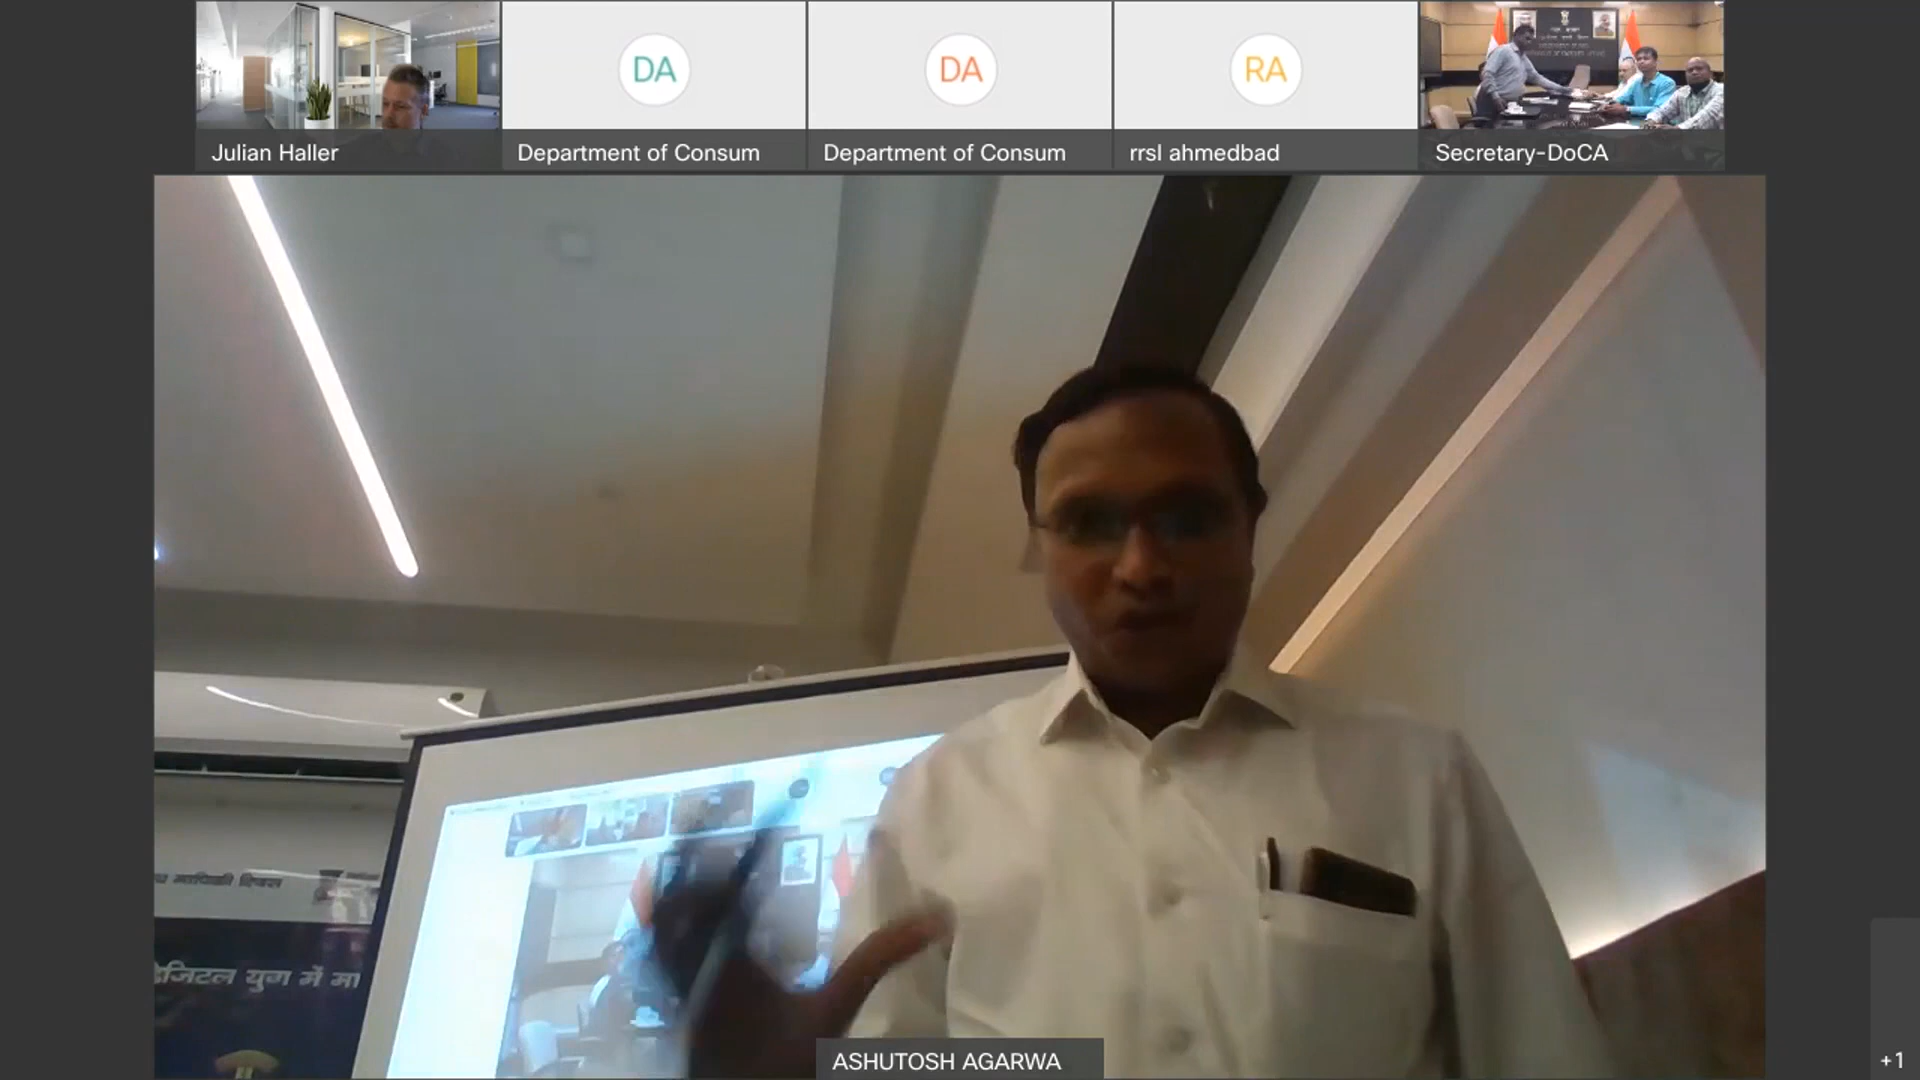 DA
DA
RA
Julian Haller
Department of Consum
Department of Consum
rrsl ahmedbad
Secretary-DoCA
मापिकी दिवस
डिजिटल युग में मा
ASHUTOSH AGARWA
+1